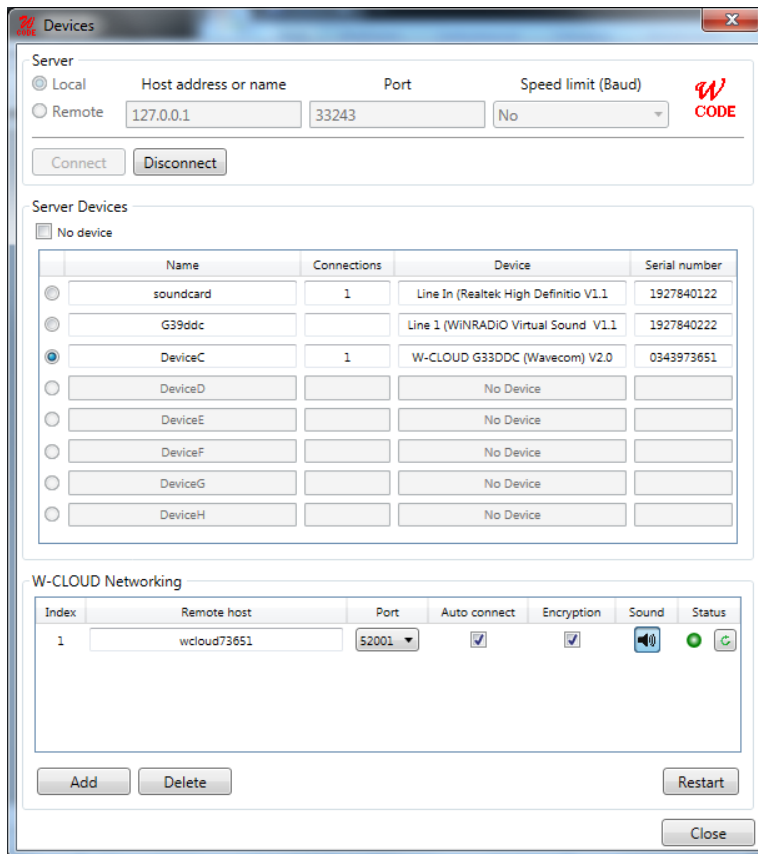 W CODE Devices
Server
Local Host address or name Port Speed limit (Baud)
Remote 127.0.0.1 33243 No
W CODE
Connect Disconnect
Server Devices
No device
Name Connections Device Serial number
soundcard 1 Line In (Realtek High Definitio V1.1 1927840122
G39ddc Line 1 (WiNRADiO Virtual Sound V1.1 1927840222
DeviceC 1 W-CLOUD G33DDC (Wavecom) V2.0 0343973651
DeviceD No Device
DeviceE No Device
DeviceF No Device
DeviceG No Device
DeviceH No Device
W-CLOUD Networking
Index Remote host Port Auto connect Encryption Sound Status
1 wcloud73651 52001
Add Delete Restart
Close